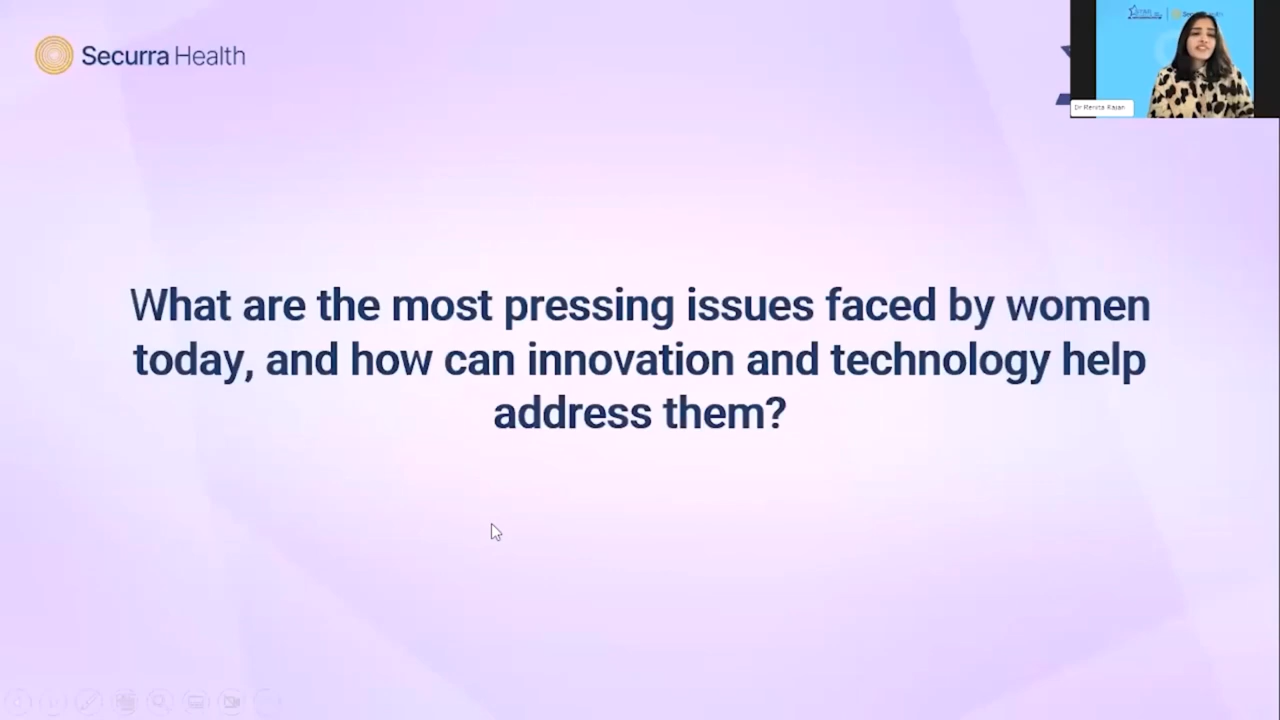 Securra Health
What are the most pressing issues faced by women
today, and how can innovation and technology help
address them?